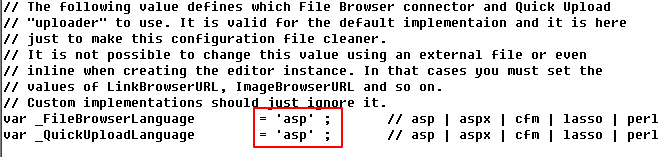 // The following value defines which File Browser connector and Quick Upload
// "uploader" to use. It is valid for the default implementaion and it is here
// just to make this configuration file cleaner.
// It is not possible to change this value using an external file or even
// inline when creating the editor instance. In that cases you must set the
// values of LinkBrowserURL, ImageBrowserURL and so on.
// Custom implementations should just ignore it.
var _FileBrowserLanguage = 'asp' ; // asp | aspx | cfm | lasso | perl
var _QuickUploadLanguage = 'asp' ; // asp | aspx | cfm | lasso | perl